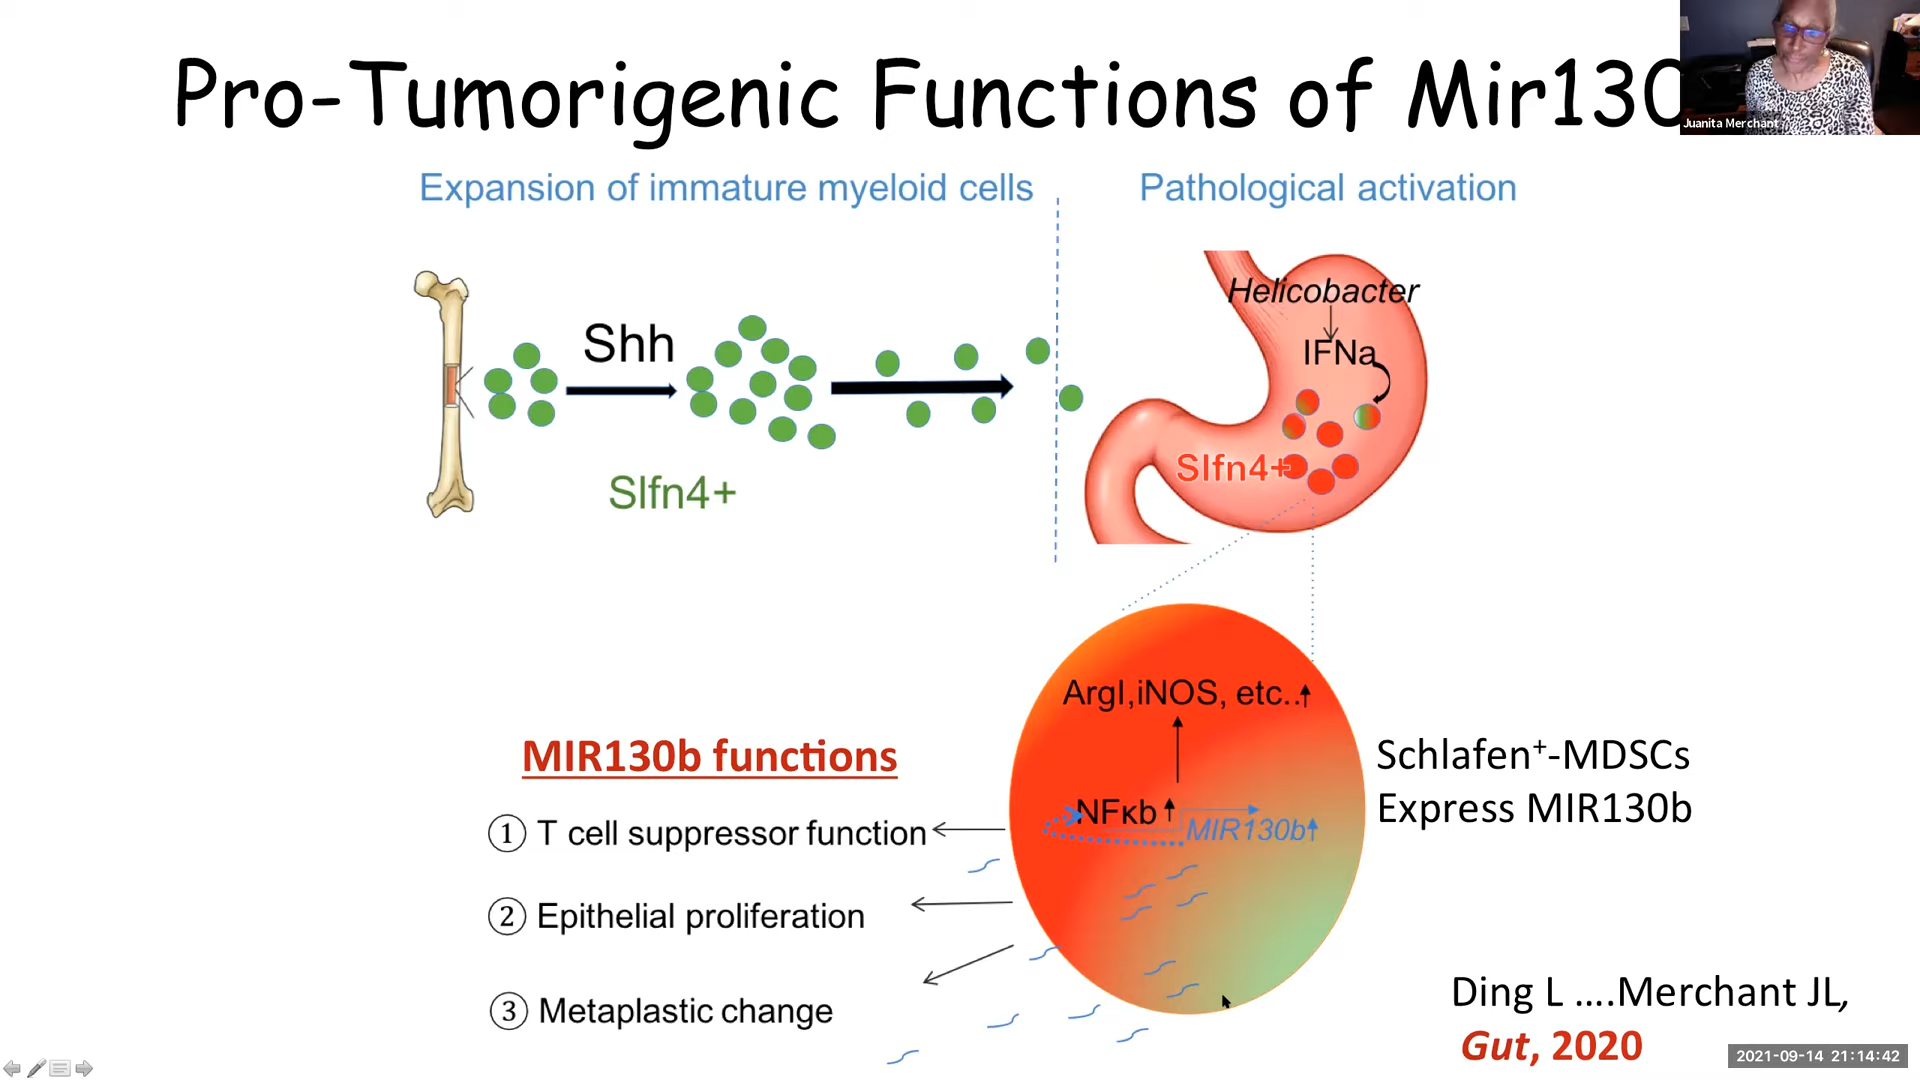 Pro-Tumorigenic Functions of Mir130
Juanita Merchant
Expansion of immature myeloid cells
Pathological activation
Helicobacter
Shh
IFNa
Slfn4+
Slfn4+
ArgI,iNOS, etc..
MIR130b functions
Schlafen⁺-MDSCs
Express MIR130b
NFκb
MIR130b
① T cell suppressor function
② Epithelial proliferation
③ Metaplastic change
Ding L ....Merchant JL,
Gut, 2020
2021-09-14 21:14:42